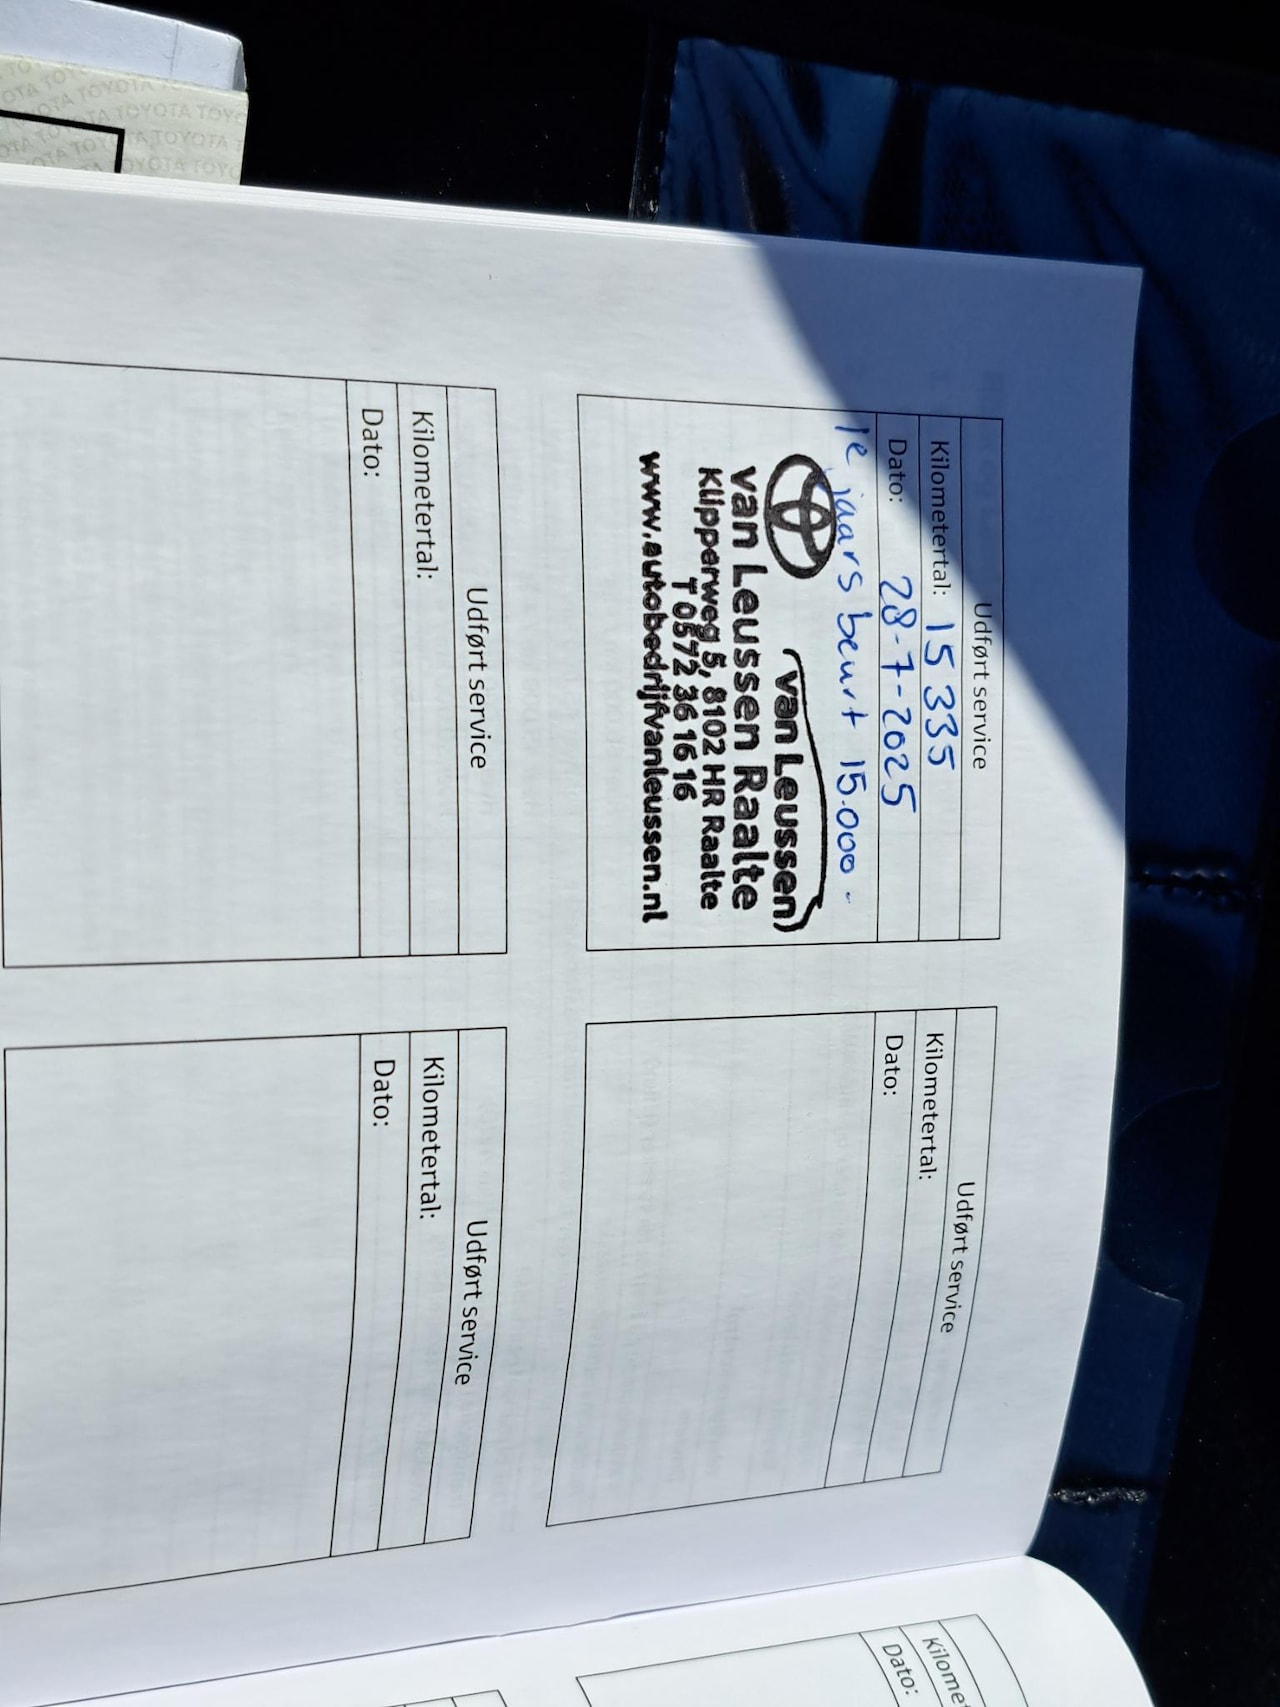 TOYOTA TOYOTA
Udført service
Kilometertal: 15 335
Dato: 28-7-2025
1e jaars beurt 15.000 -
van Leussen
van Leussen Raalte
Klipperweg 5, 8102 HR Raalte
T 0572 36 16 16
www.autobedrijfvanleussen.nl
Udført service
Kilometertal:
Dato:
Udført service
Kilometertal:
Dato:
Udført service
Kilometertal:
Dato:
Dato: